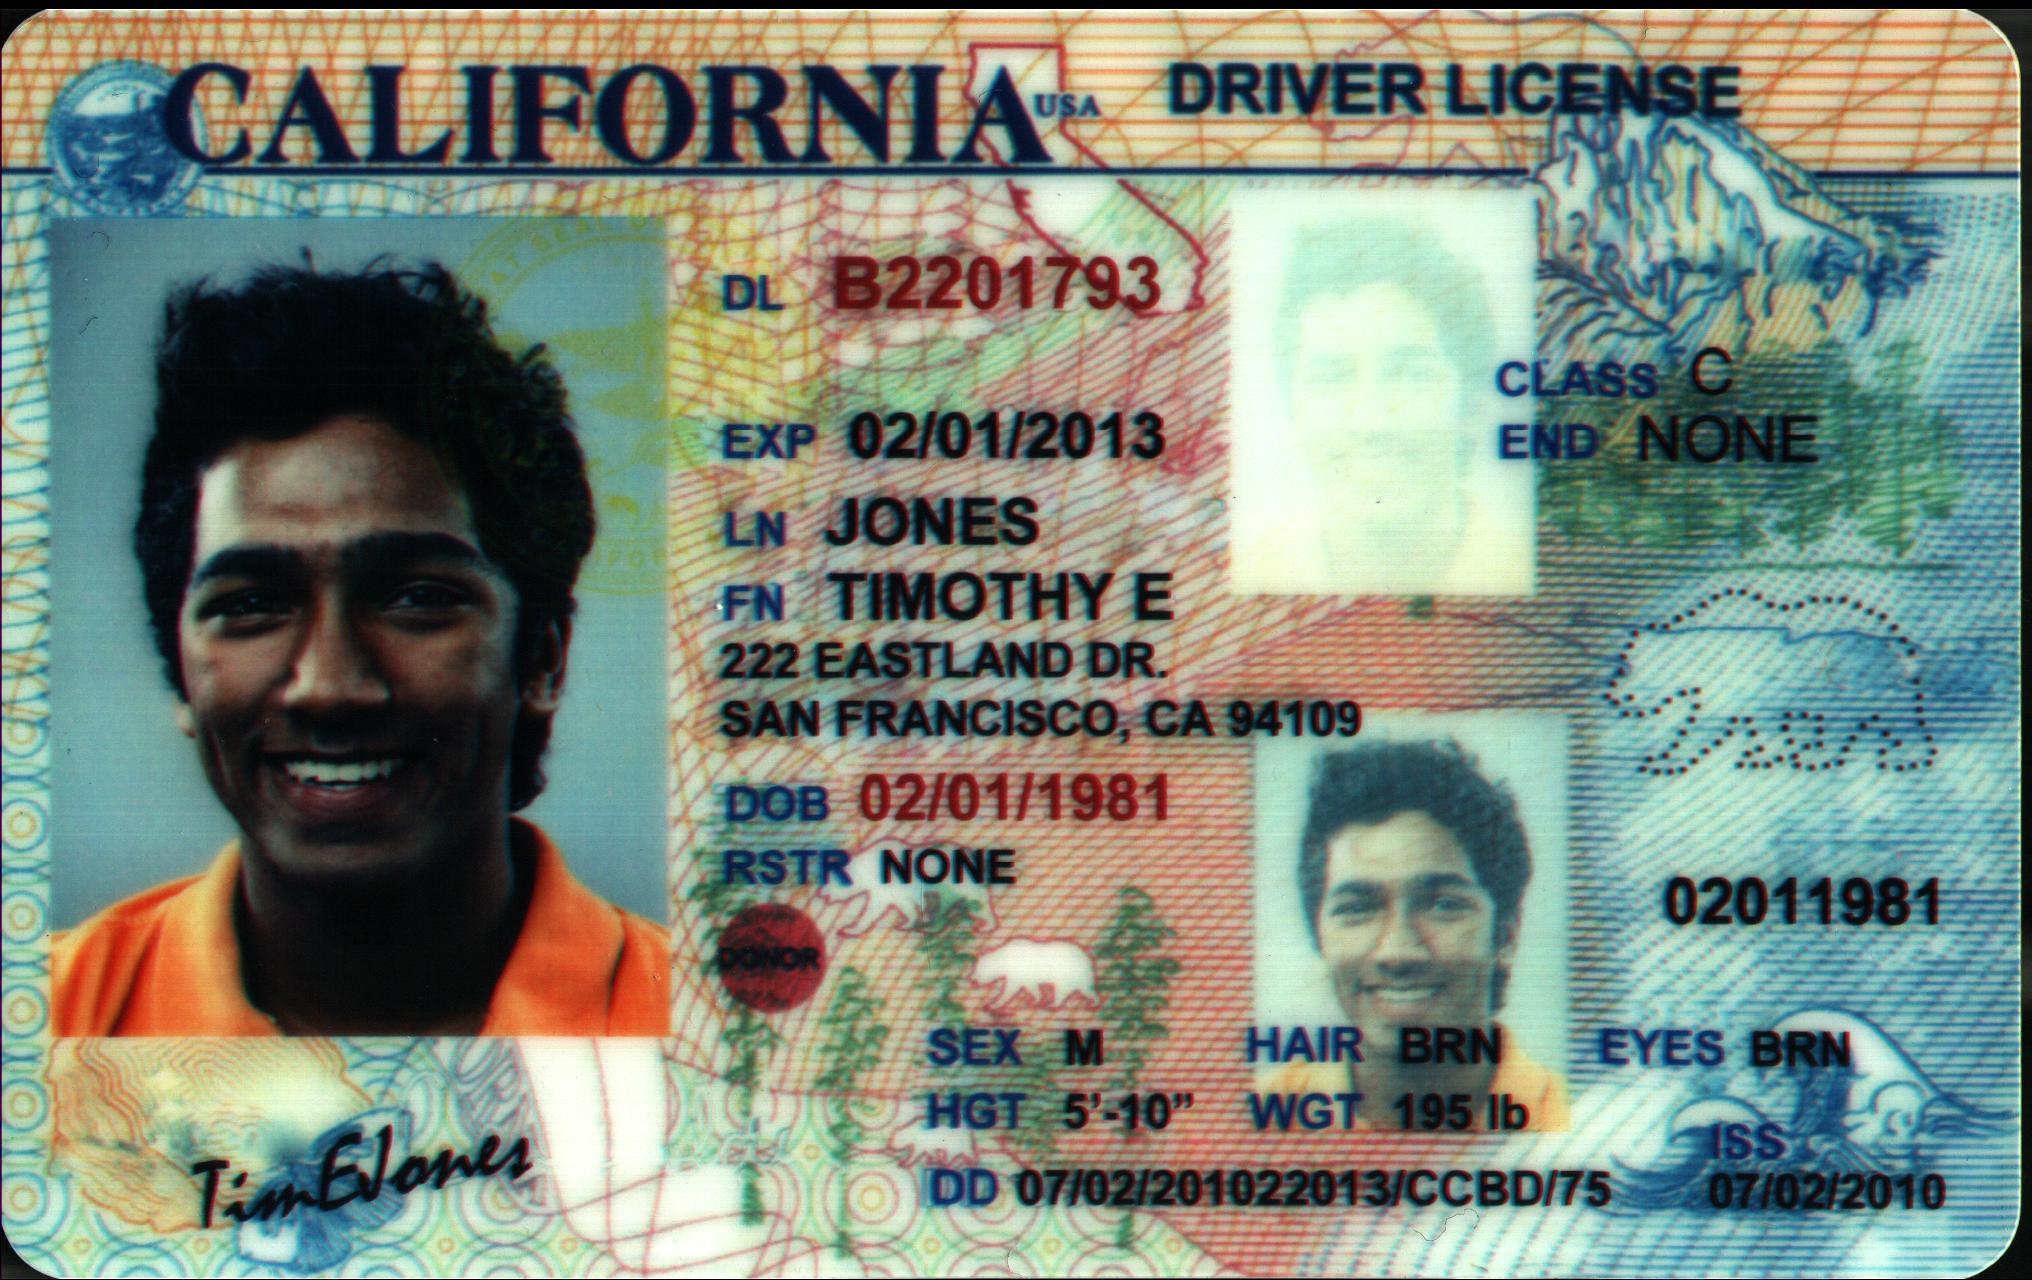 CALIFORNIA USA DRIVER LICENSE
DL B2201793
CLASS C
EXP 02/01/2013
END NONE
LN JONES
FN TIMOTHY E
222 EASTLAND DR.
SAN FRANCISCO, CA 94109
DOB 02/01/1981
RSTR NONE
02011981
DONOR
SEX M HAIR BRN EYES BRN
HGT 5'-10" WGT 195 lb
ISS
DD 07/02/201022013/CCBD/75 07/02/2010
TimEJones